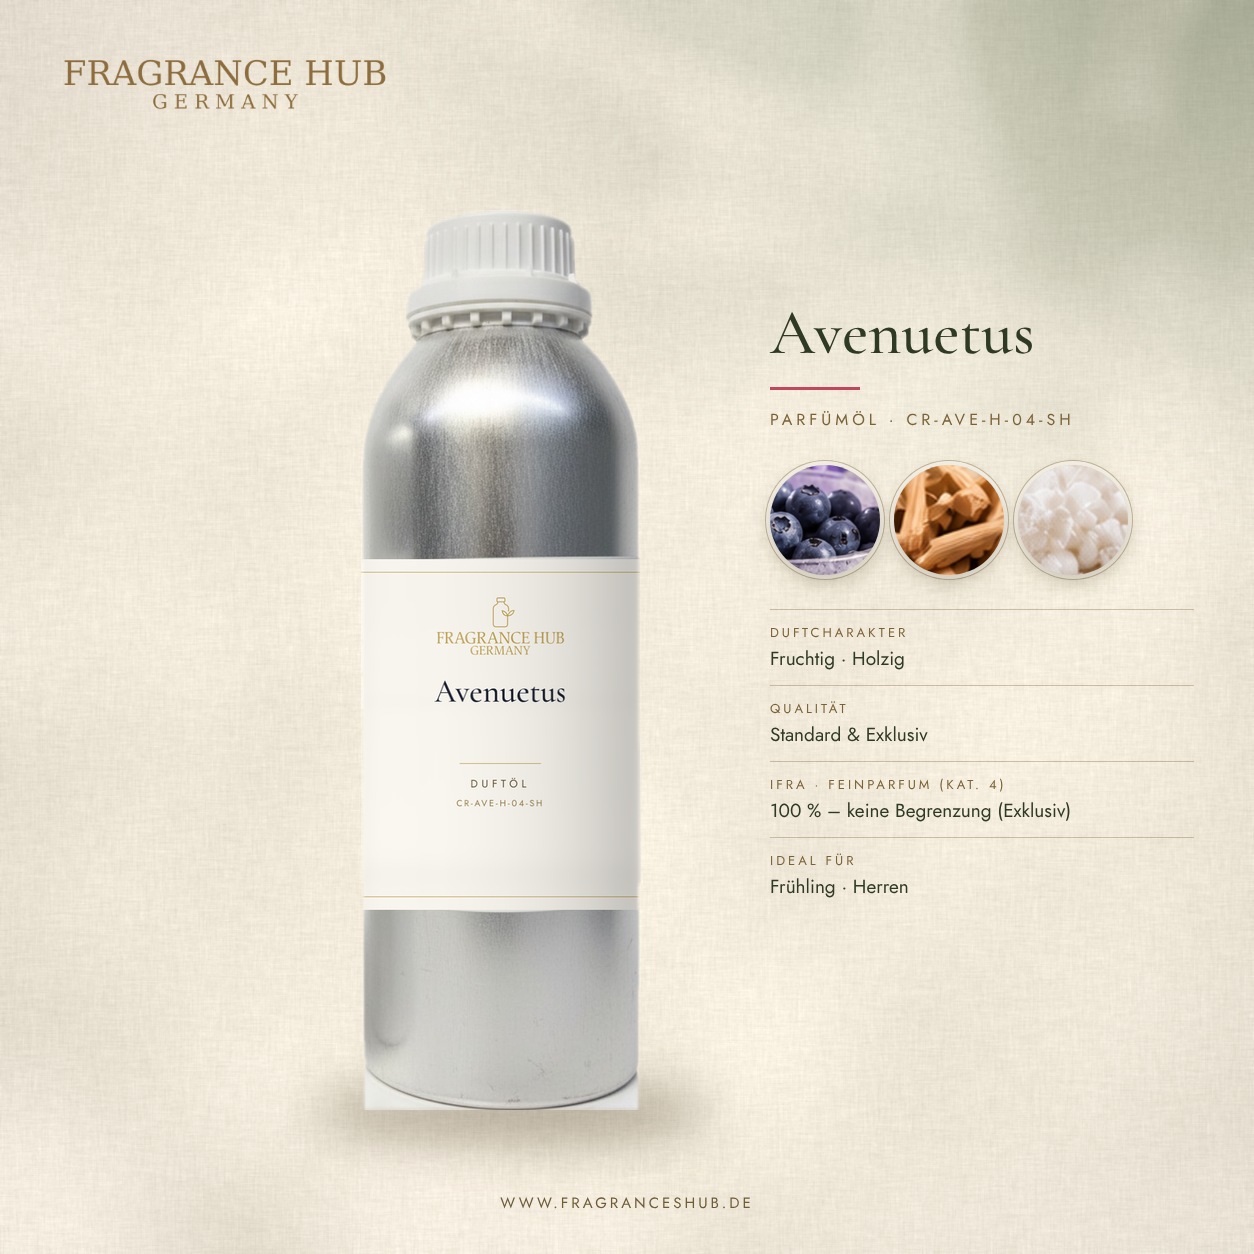 FRAGRANCE HUB
GERMANY
FRAGRANCE HUB
GERMANY
Avenuetus
DUFTÖL
CR-AVE-H-04-SH
Avenuetus
PARFÜMÖL · CR-AVE-H-04-SH
DUFTCHARAKTER
Fruchtig · Holzig
QUALITÄT
Standard & Exklusiv
IFRA · FEINPARFUM (KAT. 4)
100 % – keine Begrenzung (Exklusiv)
IDEAL FÜR
Frühling · Herren
WWW.FRAGRANCESHUB.DE